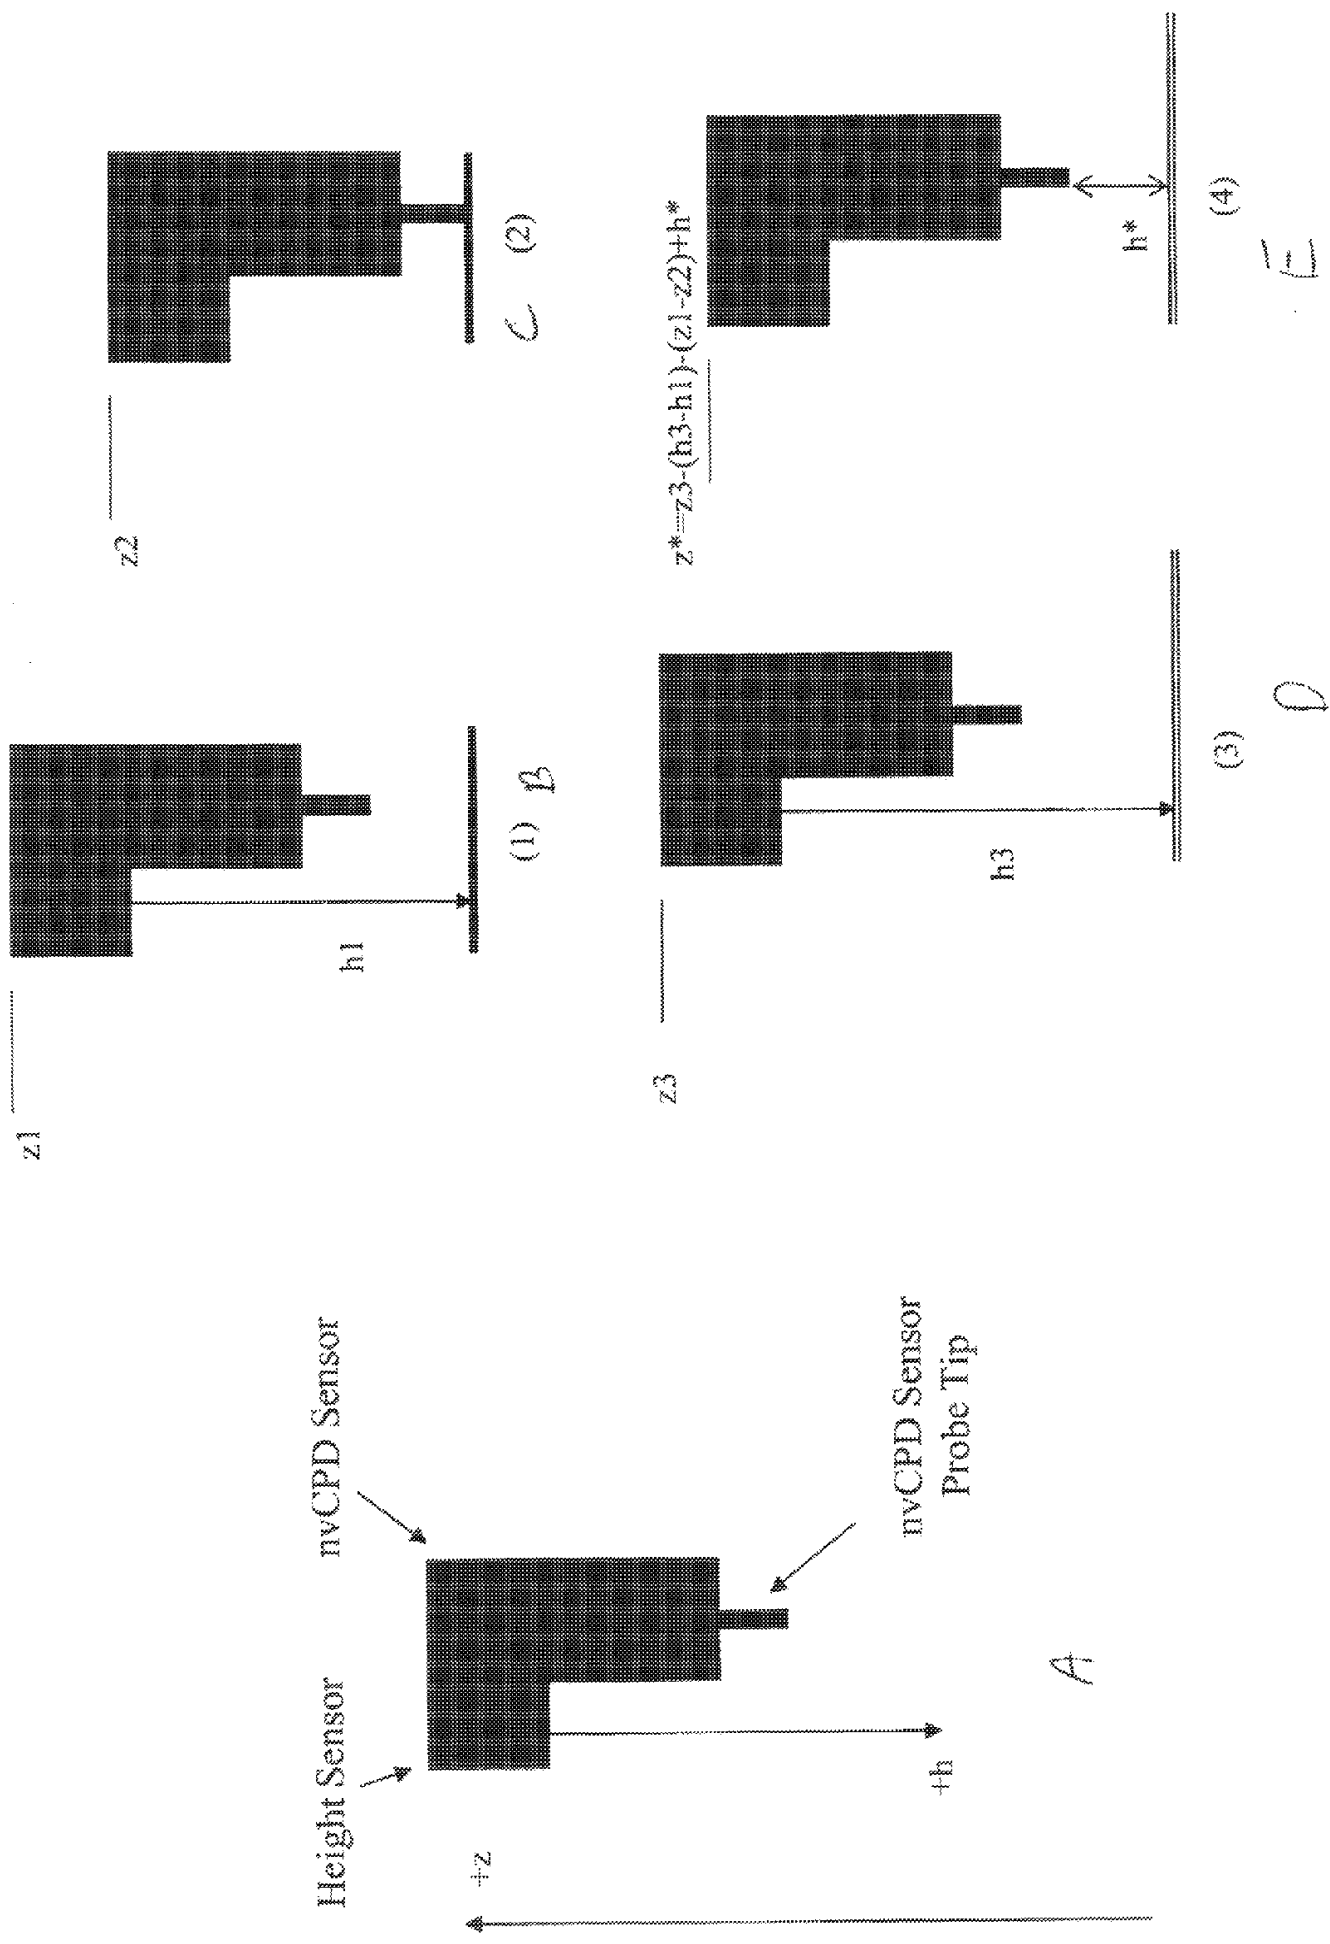 +z
Height Sensor
nvCPD Sensor
+h
nvCPD Sensor
Probe Tip
A
z1
h1
(1)
B
z2
C
(2)
z3
h3
(3)
D
z*=z3-(h3-h1)-(z1-z2)+h*
h*
(4)
E